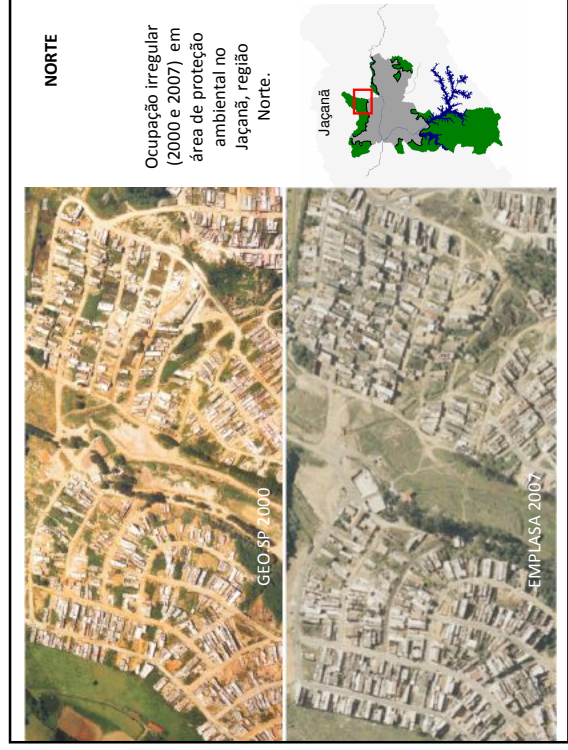 NORTE
Ocupação irregular
(2000 e 2007) em
área de proteção
ambiental no
Jaçanã, região
Norte.
Jaçanã
GEO.SP 2000
EMPLASA 2007